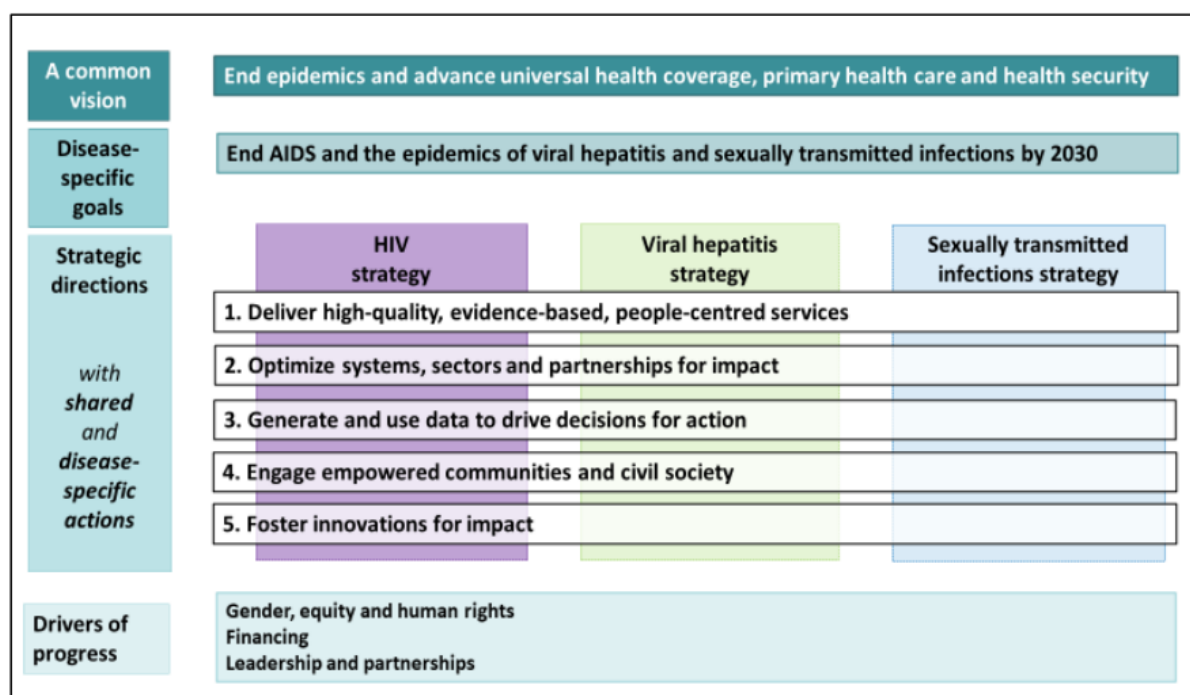 A common
vision
End epidemics and advance universal health coverage, primary health care and health security
Disease-
specific
goals
End AIDS and the epidemics of viral hepatitis and sexually transmitted infections by 2030
Strategic
directions
with
shared
and
disease-
specific
actions
HIV
strategy
Viral hepatitis
strategy
Sexually transmitted
infections strategy
1. Deliver high-quality, evidence-based, people-centred services
2. Optimize systems, sectors and partnerships for impact
3. Generate and use data to drive decisions for action
4. Engage empowered communities and civil society
5. Foster innovations for impact
Drivers of
progress
Gender, equity and human rights
Financing
Leadership and partnerships